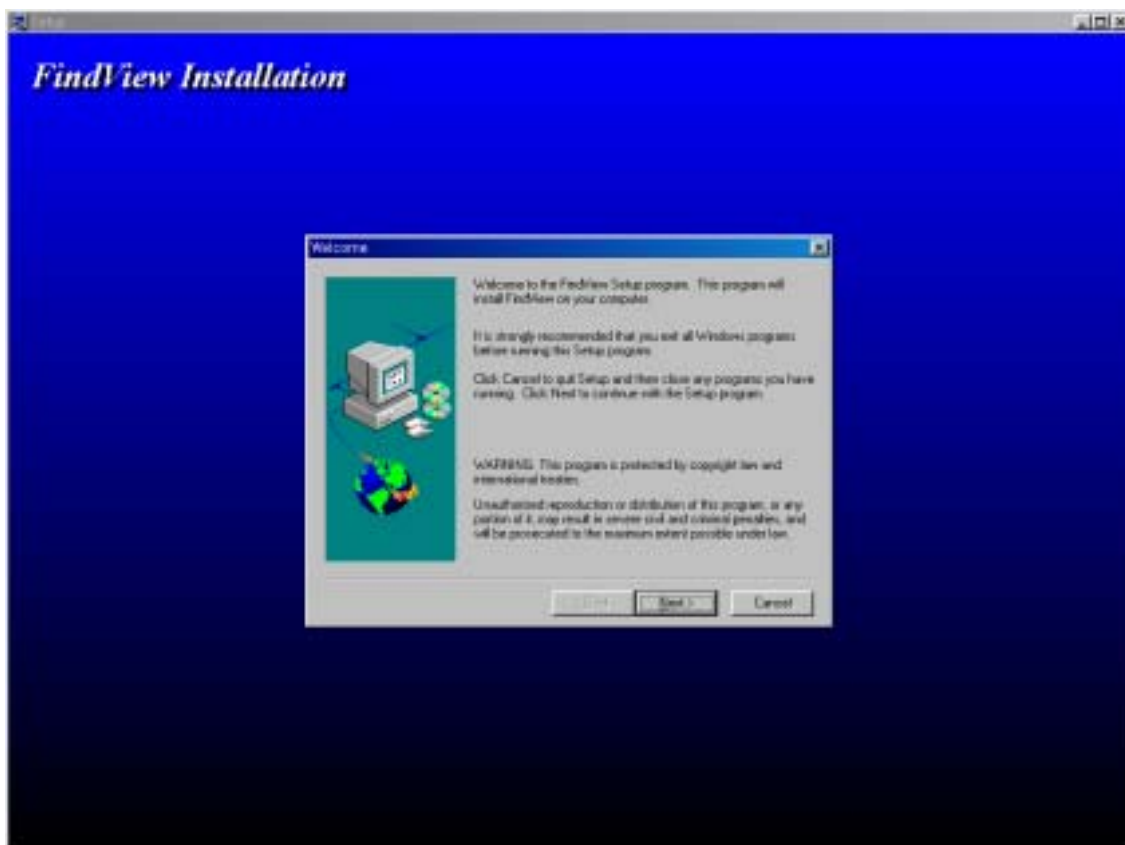 Setup
FindView Installation
Welcome
Welcome to the FindView Setup program. This program will
install FindView on your computer.
It is strongly recommended that you exit all Windows programs
before running this Setup program.
Click Cancel to quit Setup and then close any programs you have
running. Click Next to continue with the Setup program.
WARNING: This program is protected by copyright law and
international treaties.
Unauthorized reproduction or distribution of this program, or any
portion of it, may result in severe civil and criminal penalties, and
will be prosecuted to the maximum extent possible under law.
Next > Cancel